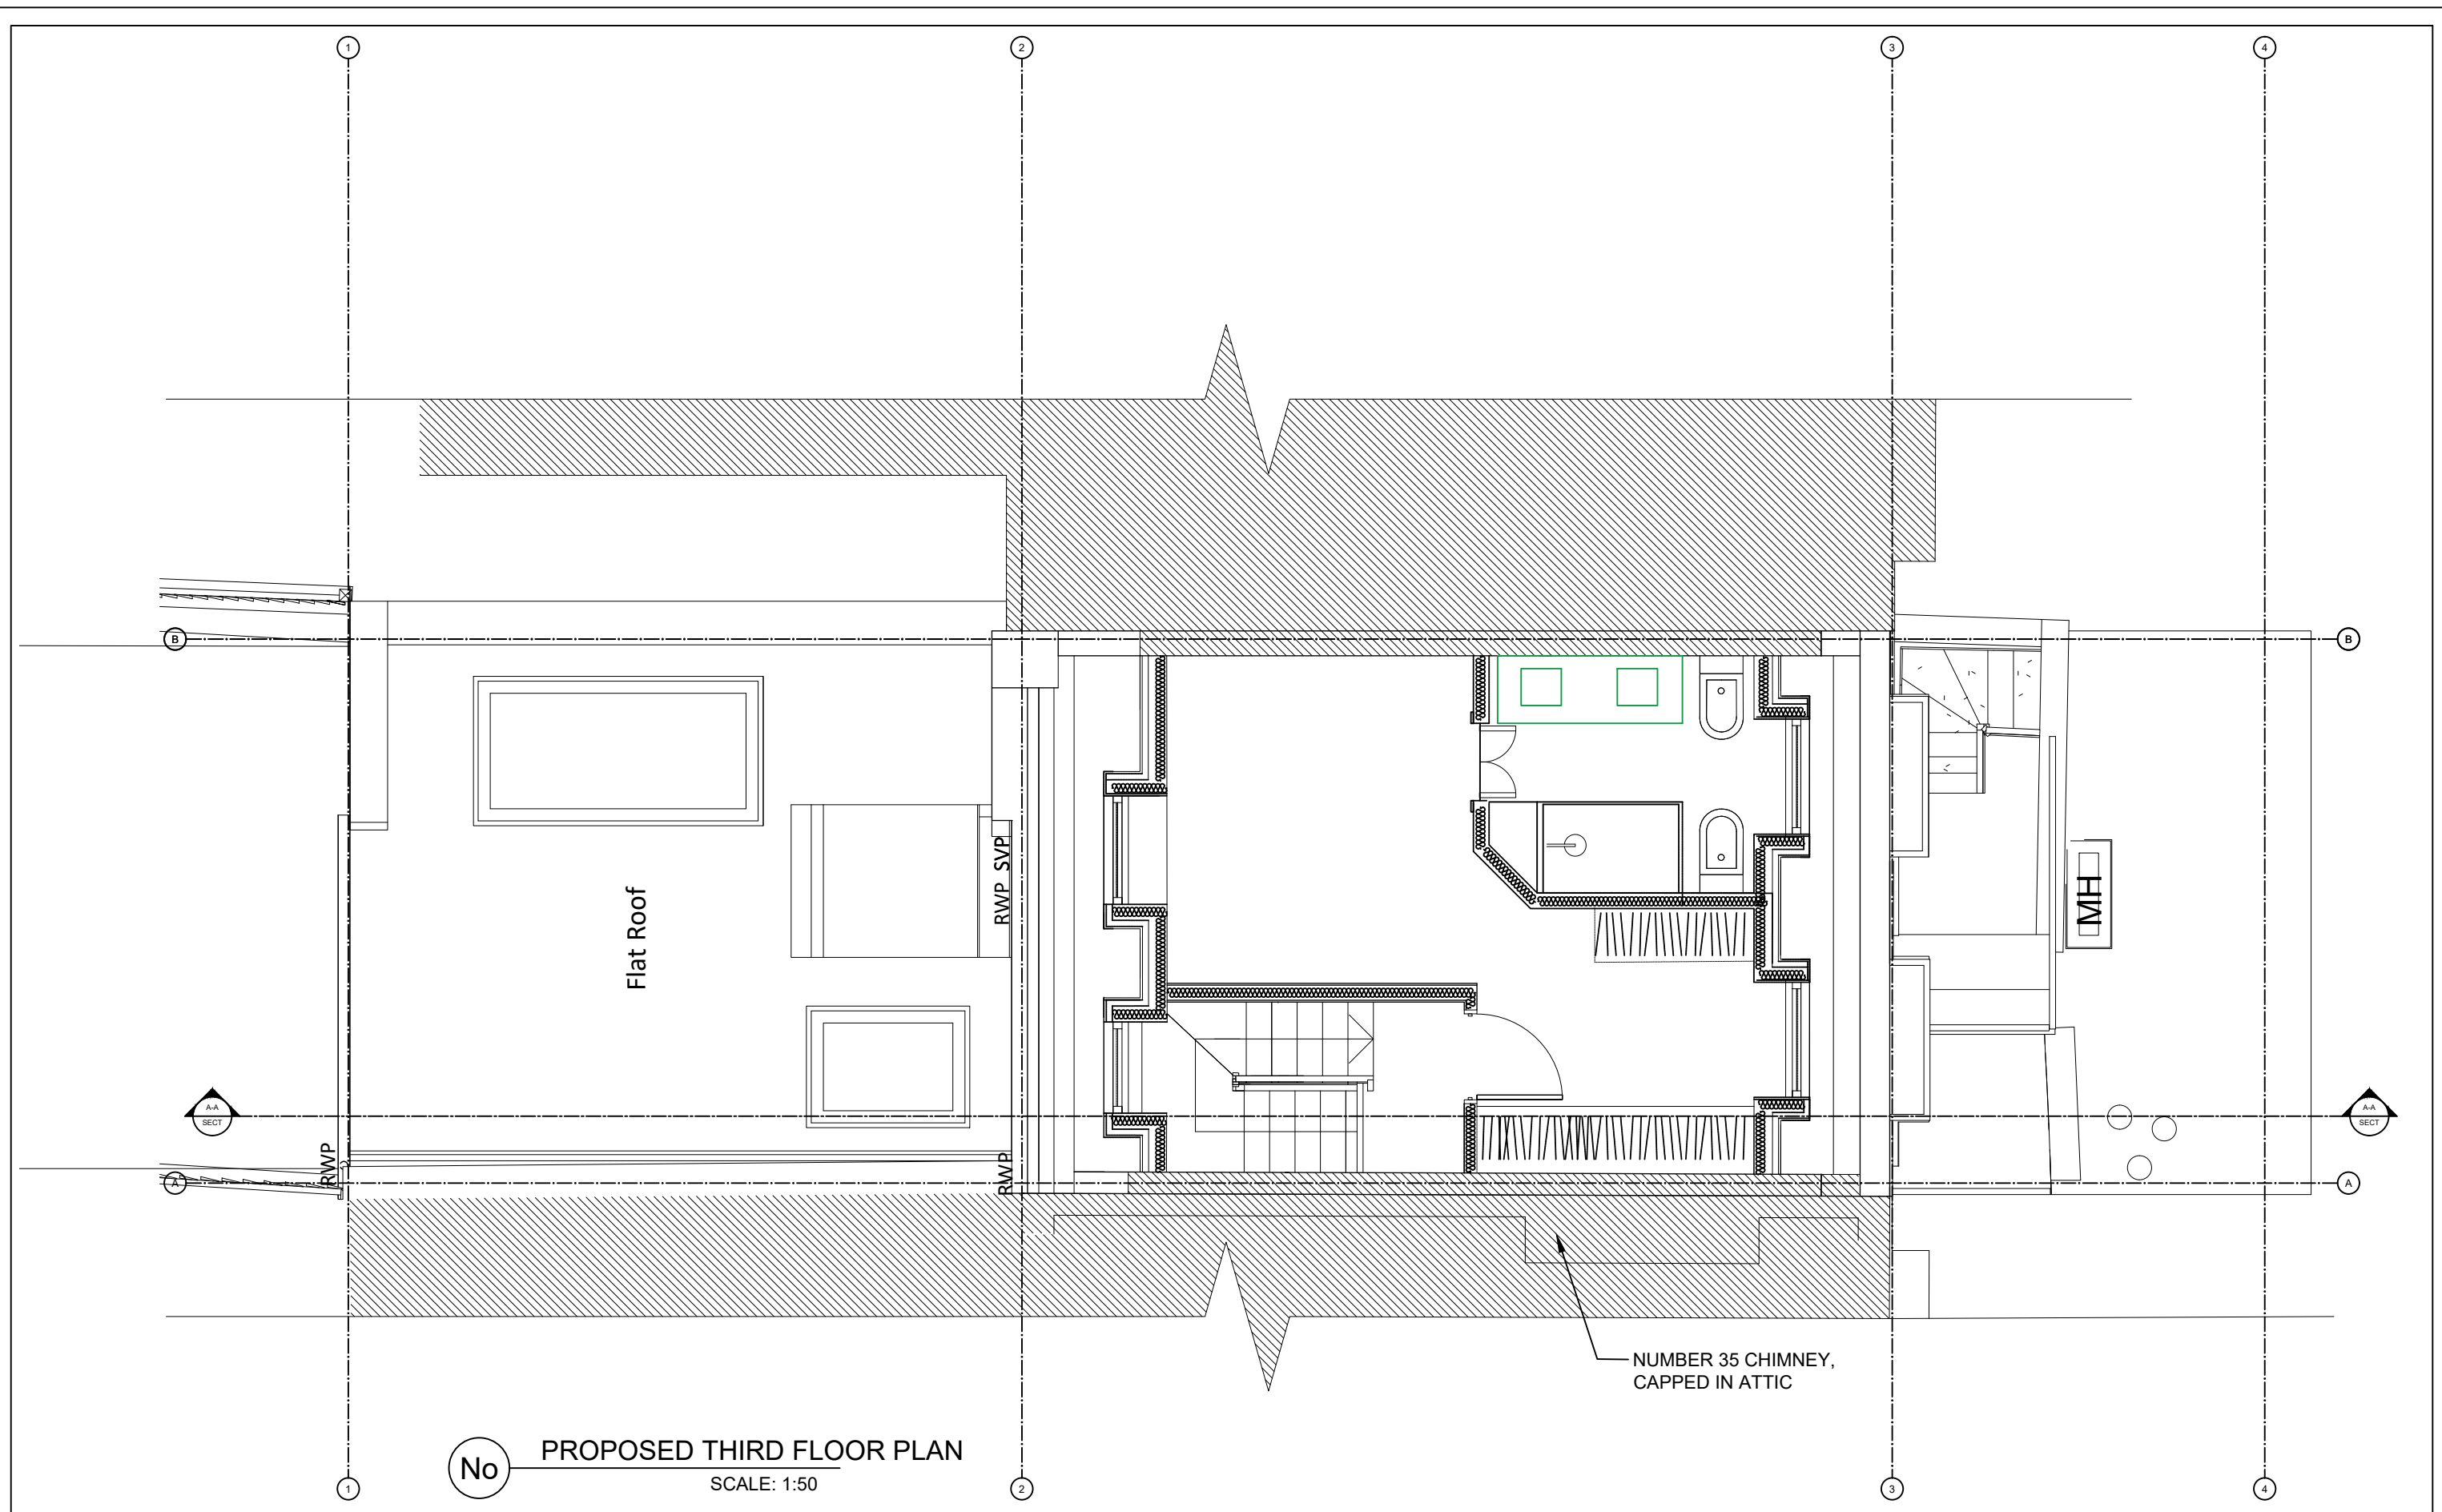 1
2
3
4
B
B
RWP SVP
MH
Flat Roof
A-A
SECT
A-A
SECT
RWP
RWP
A
A
NUMBER 35 CHIMNEY,
CAPPED IN ATTIC
No
PROPOSED THIRD FLOOR PLAN
SCALE: 1:50
1
2
3
4